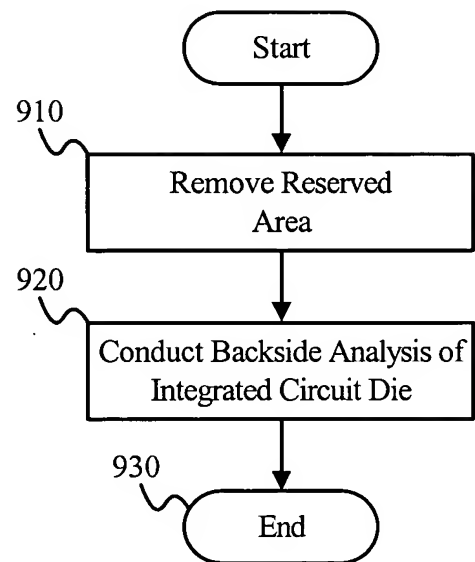 Start
910
Remove Reserved
Area
920
Conduct Backside Analysis of
Integrated Circuit Die
930
End